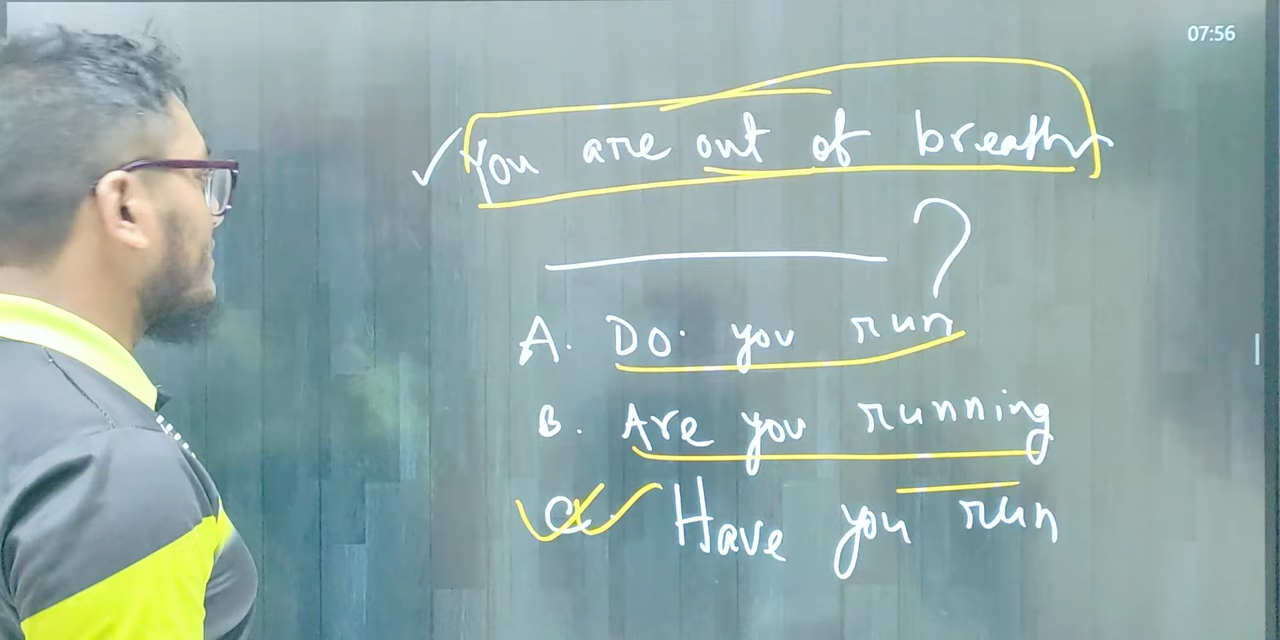 07:56
You are out of breath
?
A. Do you run
B. Are you running
C. Have you run